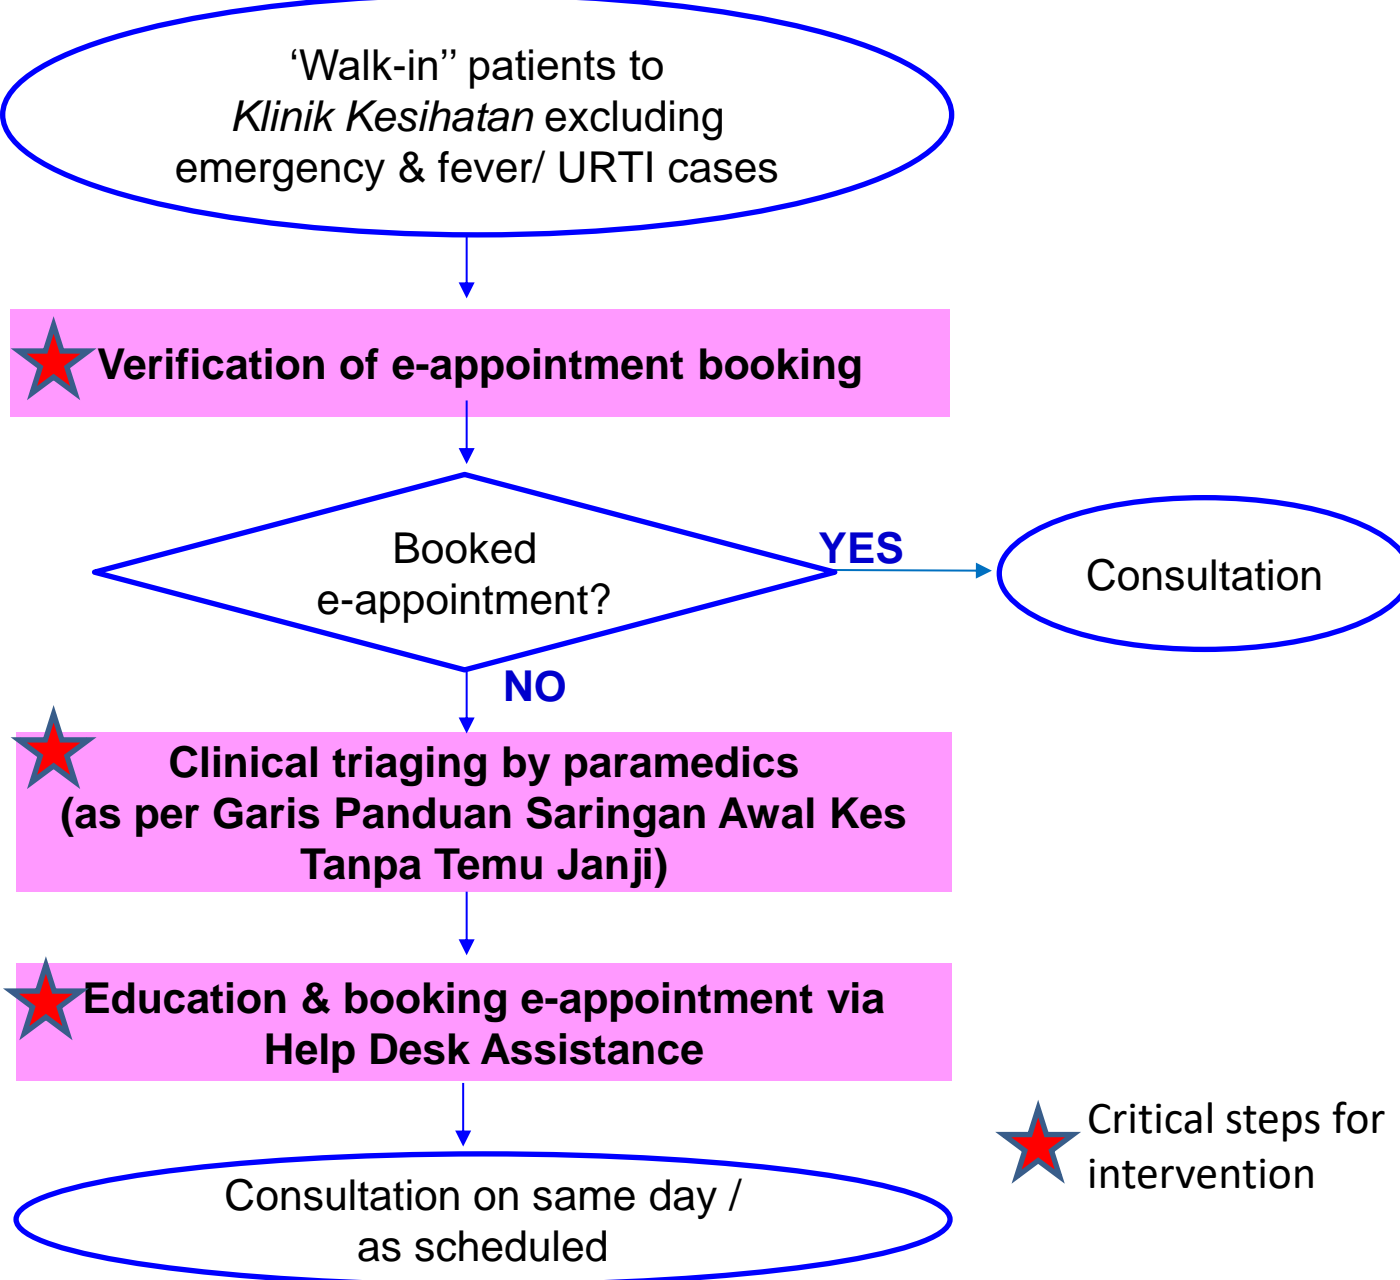 ‘Walk-in’’ patients to
Klinik Kesihatan excluding
emergency & fever/ URTI cases
Verification of e-appointment booking
Booked
e-appointment?
YES
Consultation
NO
Clinical triaging by paramedics
(as per Garis Panduan Saringan Awal Kes
Tanpa Temu Janji)
Education & booking e-appointment via
Help Desk Assistance
Critical steps for
intervention
Consultation on same day /
as scheduled